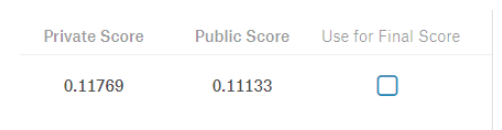 Private Score Public Score Use for Final Score
0.11769 0.11133